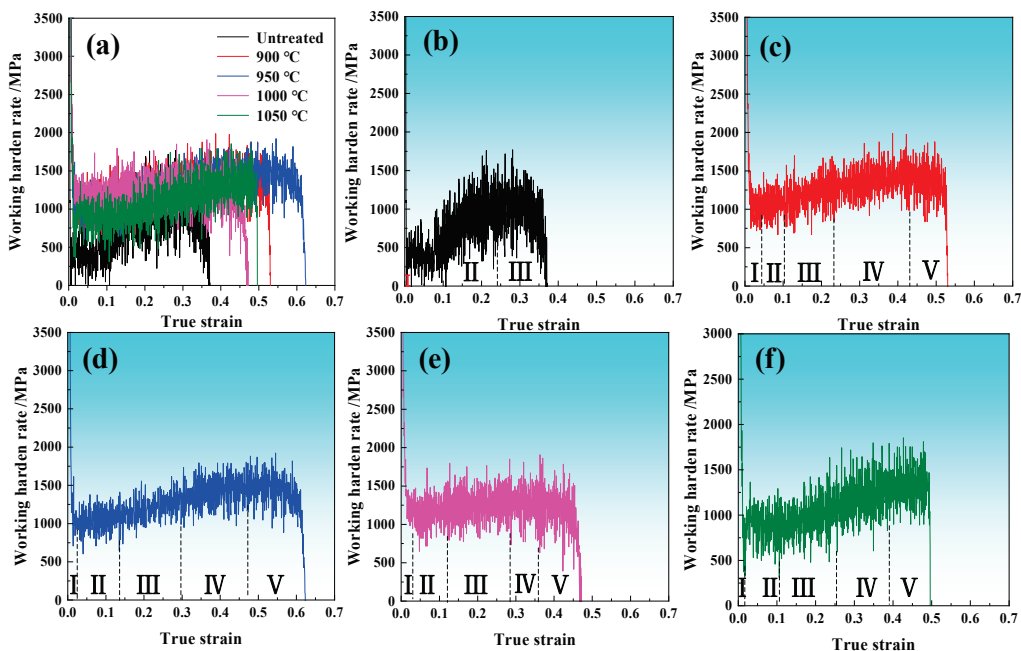 (a)
Untreated
900 ℃
950 ℃
1000 ℃
1050 ℃
Working harden rate /MPa
3500
3000
2500
2000
1500
1000
500
0
0.0 0.1 0.2 0.3 0.4 0.5 0.6 0.7
True strain
(b)
Working harden rate /MPa
3500
3000
2500
2000
1500
1000
500
0
II III
0.0 0.1 0.2 0.3 0.4 0.5 0.6 0.7
True strain
(c)
Working harden rate /MPa
3500
3000
2500
2000
1500
1000
500
0
I II III IV V
0.0 0.1 0.2 0.3 0.4 0.5 0.6 0.7
True strain
(d)
Working harden rate /MPa
3500
3000
2500
2000
1500
1000
500
0
I II III IV V
0.0 0.1 0.2 0.3 0.4 0.5 0.6 0.7
True strain
(e)
Working harden rate /MPa
3500
3000
2500
2000
1500
1000
500
0
I II III IV V
0.0 0.1 0.2 0.3 0.4 0.5 0.6 0.7
True strain
(f)
Working harden rate /MPa
3000
2500
2000
1500
1000
500
0
I II III IV V
0.0 0.1 0.2 0.3 0.4 0.5 0.6 0.7
True strain